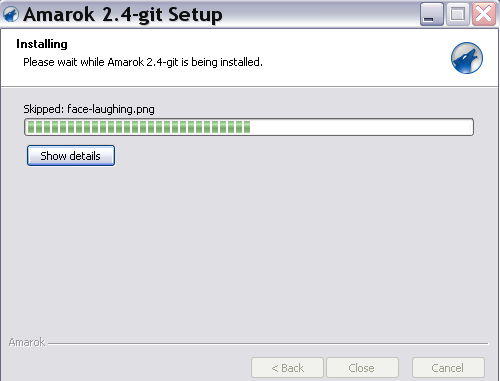 Amarok 2.4-git Setup
Installing
Please wait while Amarok 2.4-git is being installed.
Skipped: face-laughing.png
Show details
Amarok
< Back Close Cancel